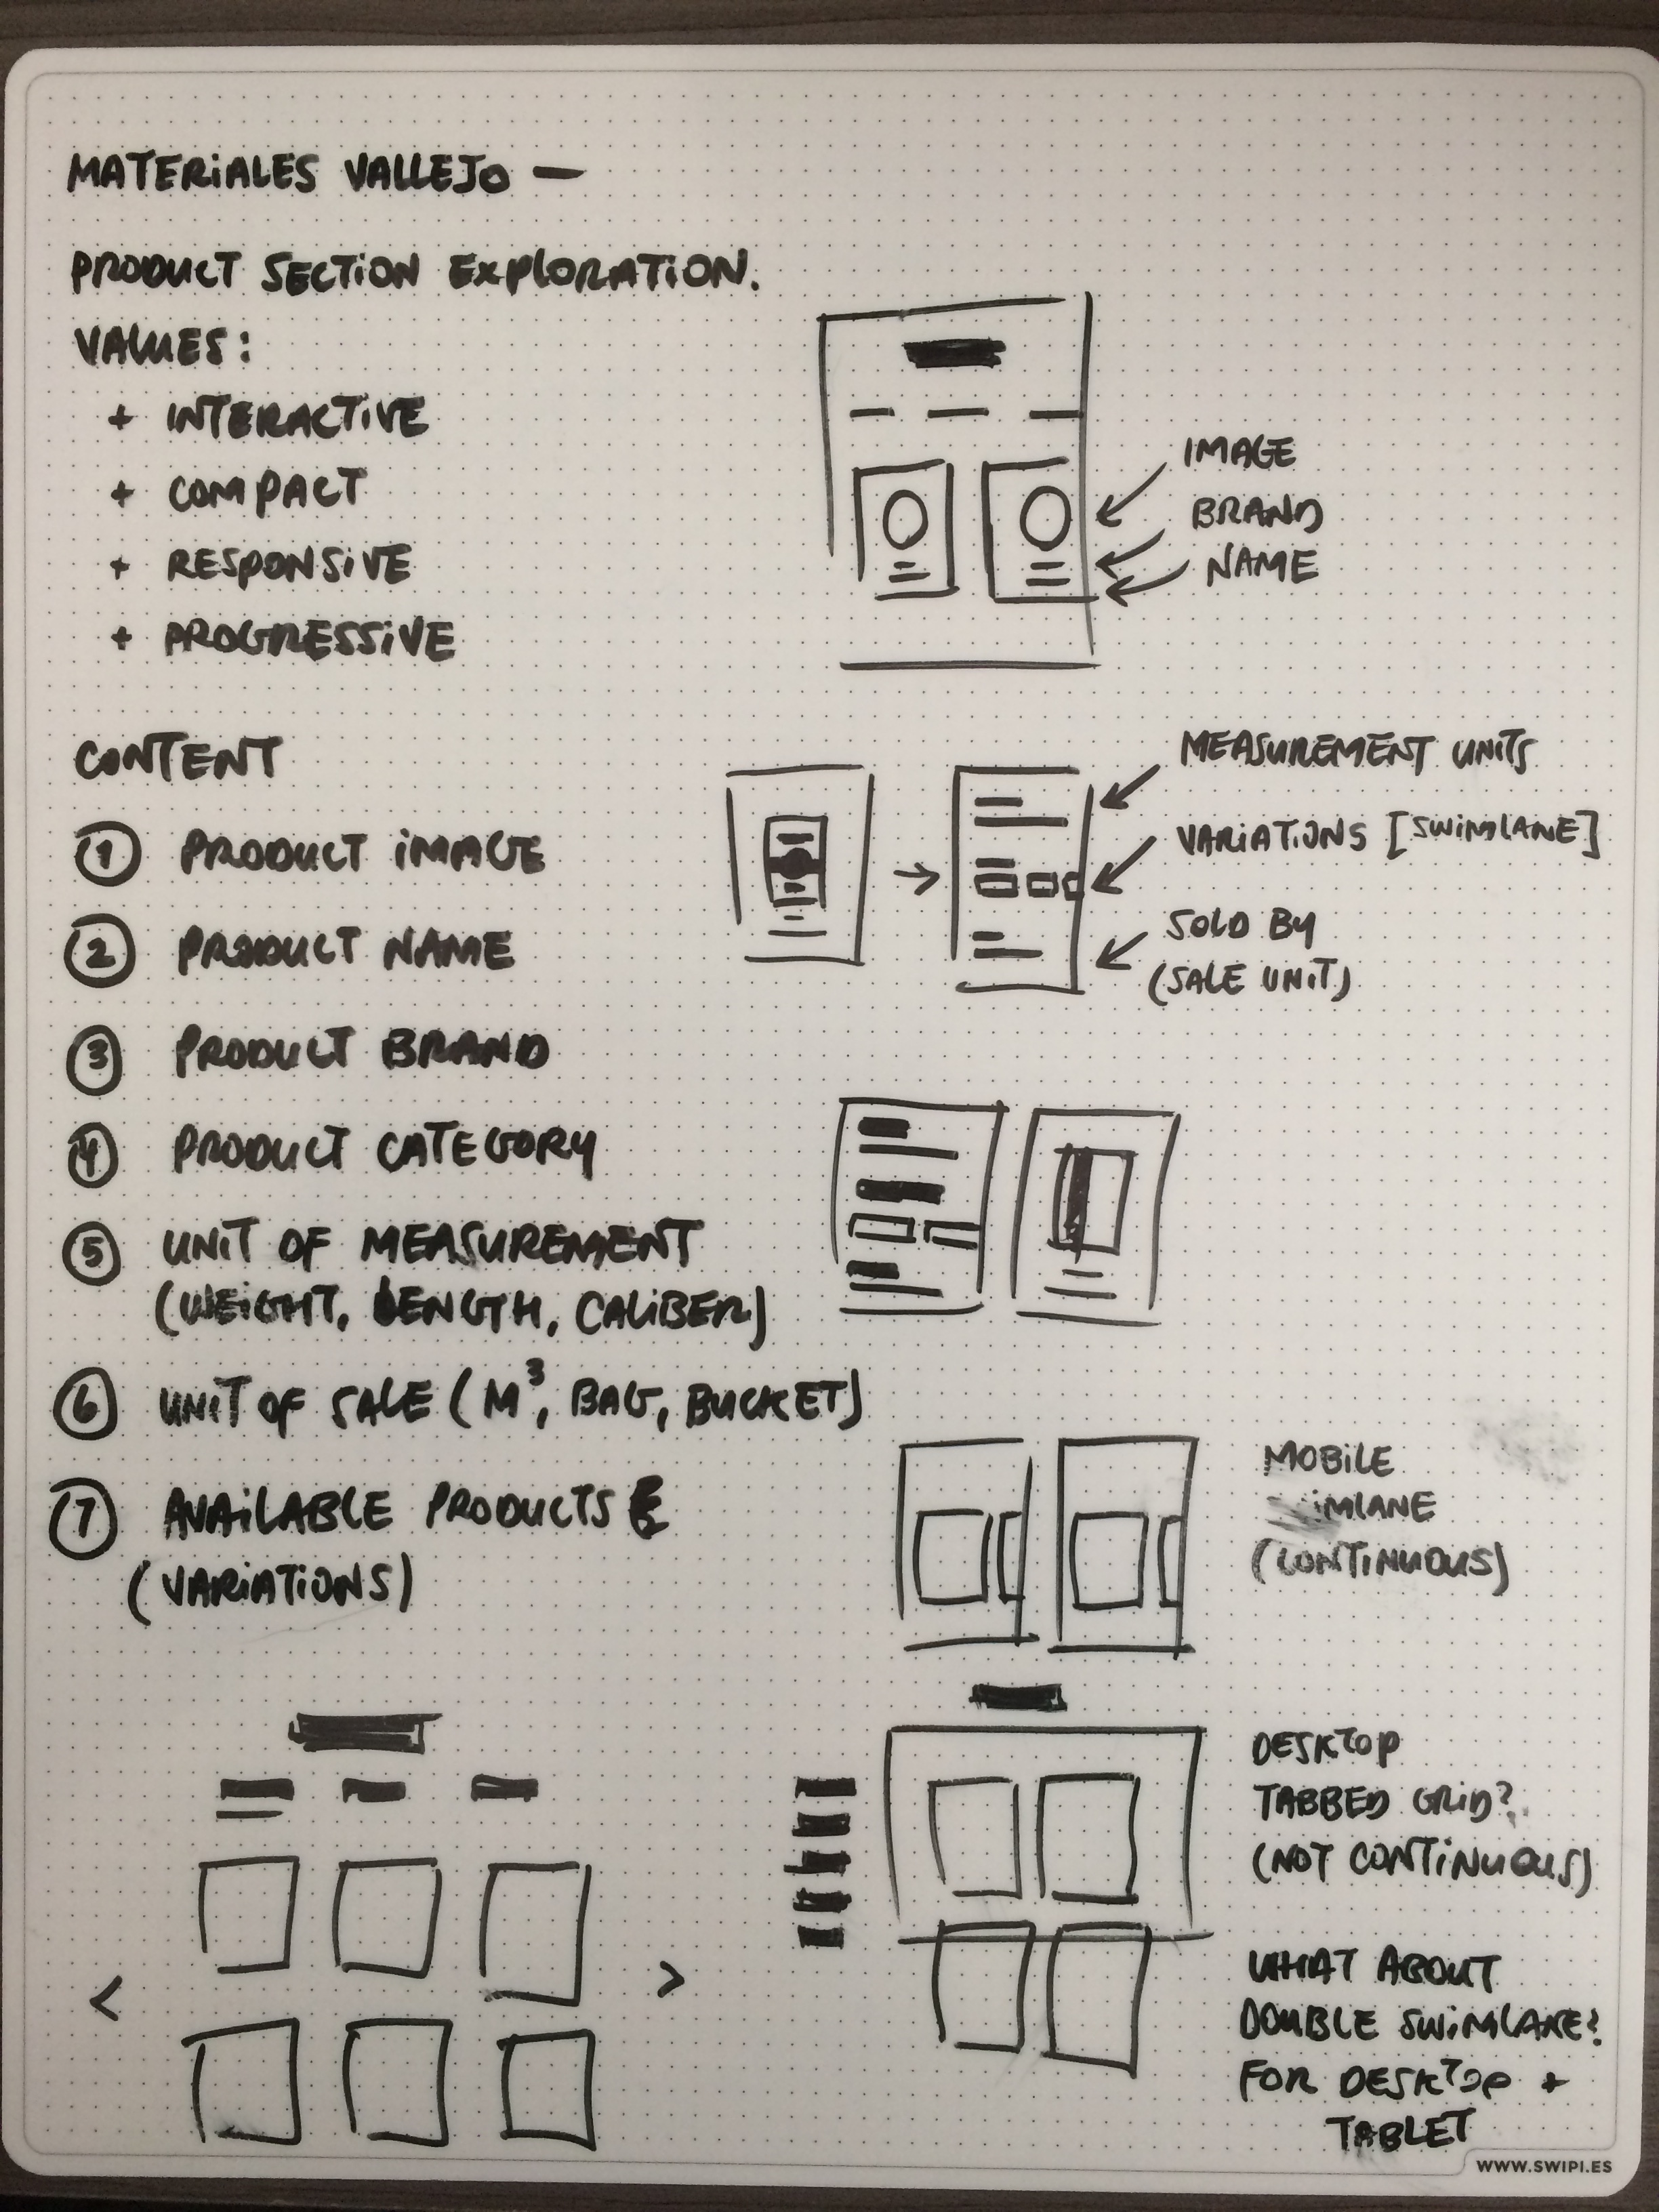 MATERIALES VALLEJO —
PRODUCT SECTION EXPLORATION.
VALUES:
+ INTERACTIVE
+ COMPACT
+ RESPONSIVE
+ PROGRESSIVE
IMAGE
BRAND
NAME
CONTENT
① PRODUCT IMAGE
② PRODUCT NAME
③ PRODUCT BRAND
④ PRODUCT CATEGORY
⑤ UNIT OF MEASUREMENT
(WEIGHT, LENGTH, CALIBER)
⑥ UNIT OF SALE (M³, BAG, BUCKET)
⑦ AVAILABLE PRODUCTS
(VARIATIONS)
MEASUREMENT UNITS
VARIATIONS [SWIMLANE]
SOLD BY
(SALE UNIT)
MOBILE
IMLANE
(CONTINUOUS)
DESKTOP
TABBED GRID?
(NOT CONTINUOUS)
WHAT ABOUT
DOUBLE SWIMLANE?
FOR DESKTOP +
TABLET
< >
WWW.SWIPI.ES